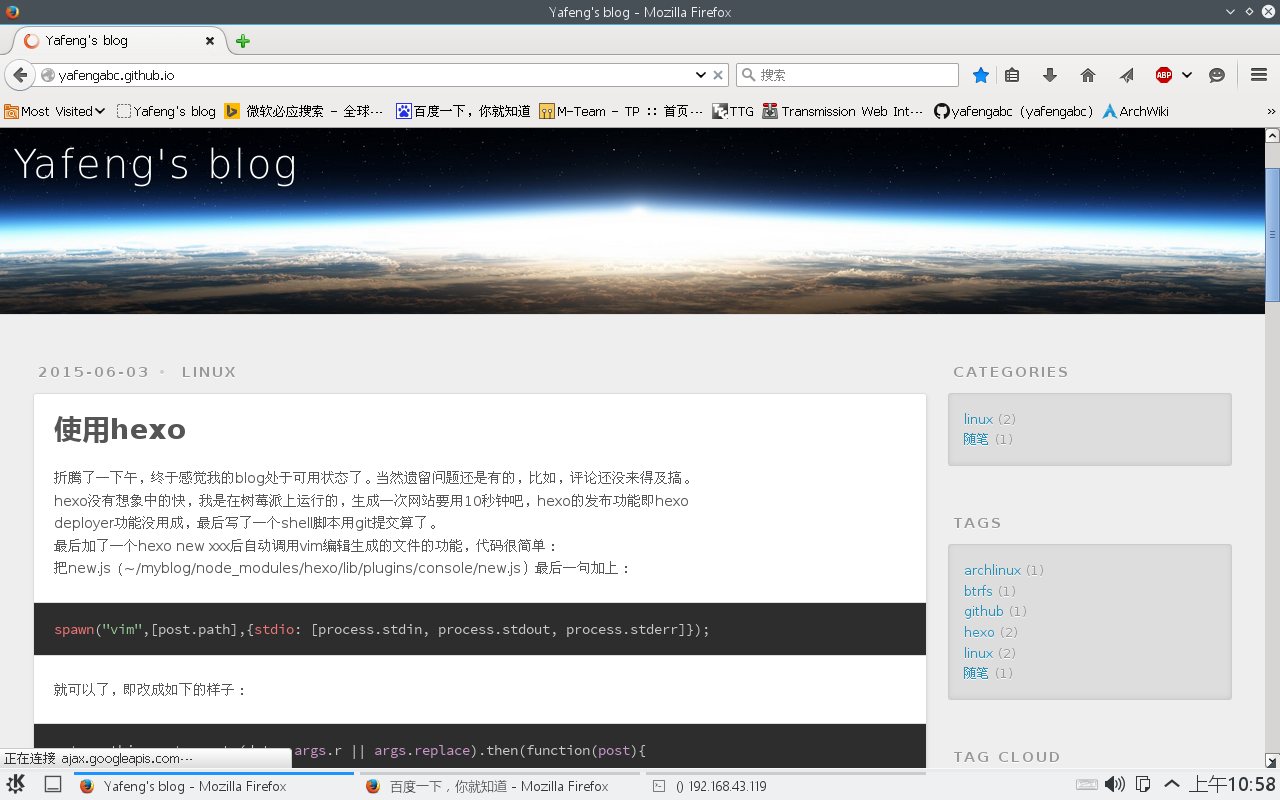 Yafeng's blog - Mozilla Firefox
Yafeng's blog
yafengabc.github.io
搜索
ABP
Most Visited
Yafeng's blog
微软必应搜索 - 全球…
百度一下，你就知道
M-Team - TP :: 首页…
TTG
Transmission Web Int…
yafengabc (yafengabc)
ArchWiki
»
Yafeng's blog
2015-06-03 • LINUX
使用hexo
折腾了一下午，终于感觉我的blog处于可用状态了。当然遗留问题还是有的，比如，评论还没来得及搞。
hexo没有想象中的快，我是在树莓派上运行的，生成一次网站要用10秒钟吧，hexo的发布功能即hexo
deployer功能没用成，最后写了一个shell脚本用git提交算了。
最后加了一个hexo new xxx后自动调用vim编辑生成的文件的功能，代码很简单：
把new.js（~/myblog/node_modules/hexo/lib/plugins/console/new.js）最后一句加上：
spawn("vim",[post.path],{stdio: [process.stdin, process.stdout, process.stderr]});
就可以了，即改成如下的样子：
args.r || args.replace).then(function(post){
CATEGORIES
linux (2)
随笔 (1)
TAGS
archlinux (1)
btrfs (1)
github (1)
hexo (2)
linux (2)
随笔 (1)
TAG CLOUD
正在连接 ajax.googleapis.com…
Yafeng's blog - Mozilla Firefox
百度一下，你就知道 - Mozilla Firefox
() 192.168.43.119
上午10:58